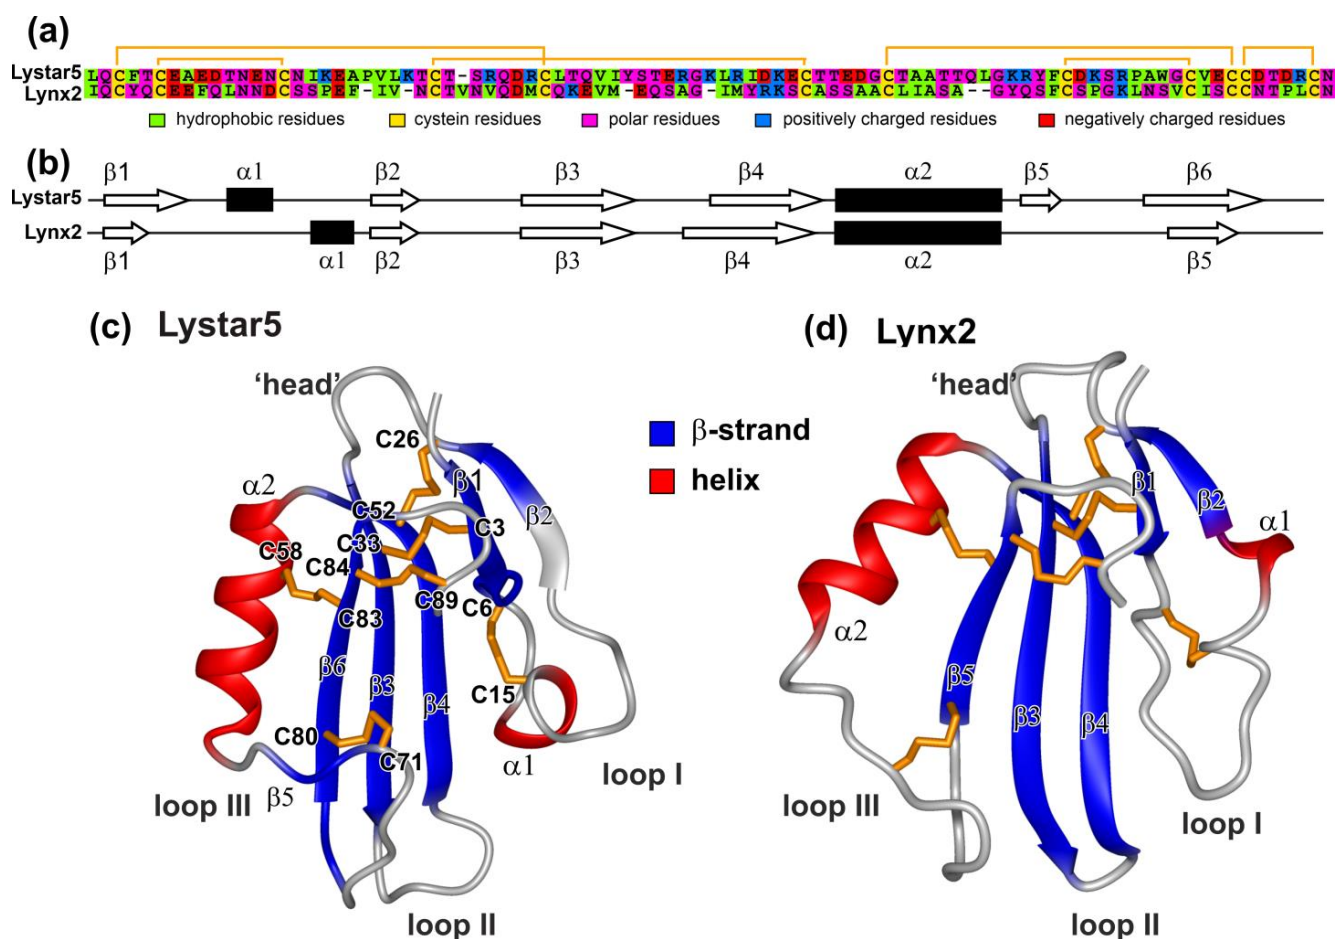 (a)
Lystar5 LQCFTCEAEDTNENCNIKEAPVLKTCT-SRQDRCLTQVIYSTERGKLRIDKECTTEDGCTAATTQLGKRYFCDKSRPAWGCVECCDTDRCN
Lynx2 IQCYQCEEFQLNNDCSSPEF-IV-NCTVNVQDMCQKEVM-EQSAG-IMYRKSCASSAACLIASA--GYQSFCSPGKLNSVCISCCNTPLCN
hydrophobic residues cystein residues polar residues positively charged residues negatively charged residues
(b)
β1 α1 β2 β3 β4 α2 β5 β6
Lystar5
Lynx2
β1 α1 β2 β3 β4 α2 β5
(c) Lystar5
'head'
C26
β1
α2
C52
C3
β2
C33
C58
C84
C89
C6
C83
β6
β3
β4
C15
C80
C71
α1
loop III
β5
loop I
loop II
β-strand
helix
(d) Lynx2
'head'
β1
β2
α1
α2
β5
β3
β4
loop III
loop I
loop II